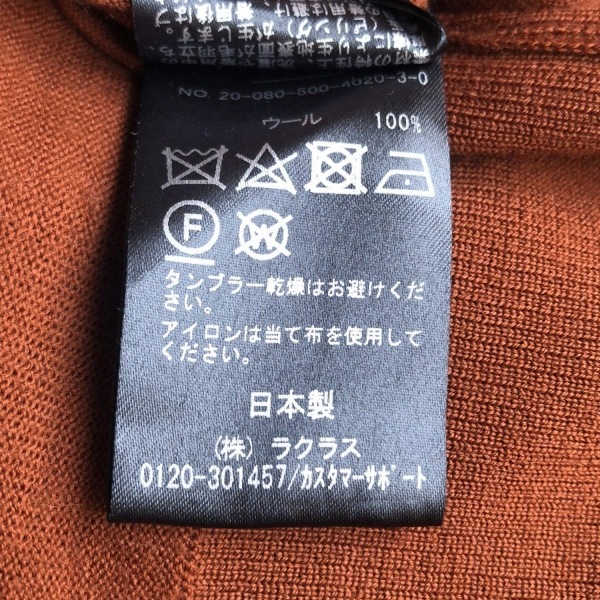 NO. 20-080-500-4020-3-0
ウール 100%
F
W
タンブラー乾燥はお避けくだ
さい。
アイロンは当て布を使用して
ください。
日本製
(株) ラクラス
0120-301457/カスタマーサポート